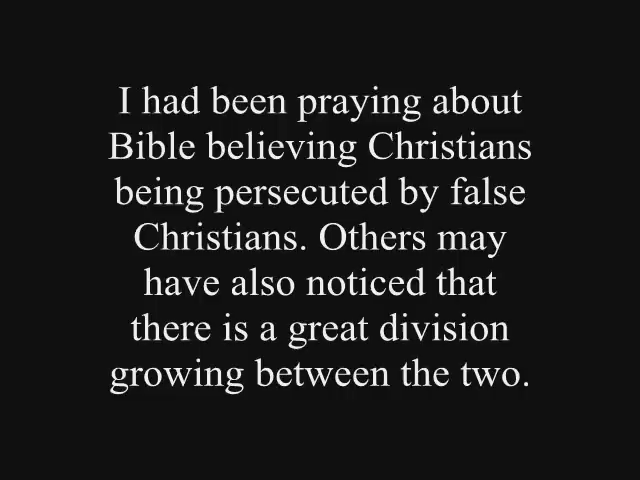 I had been praying about
Bible believing Christians
being persecuted by false
Christians. Others may
have also noticed that
there is a great division
growing between the two.